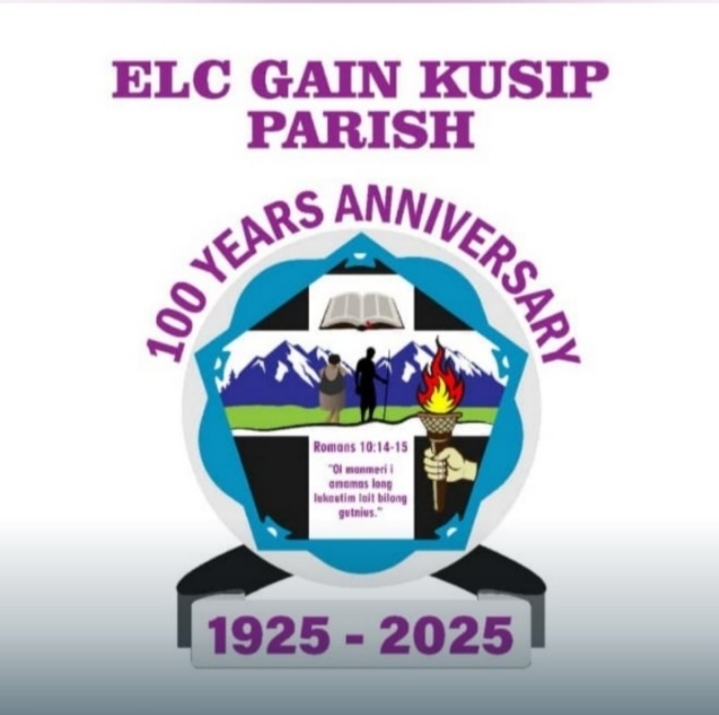 ELC GAIN KUSIP
PARISH
100 YEARS ANNIVERSARY
Romans 10:14-15
"Ol manmeri i
amamas long
lukautim lait bilong
gutnius."
1925 - 2025